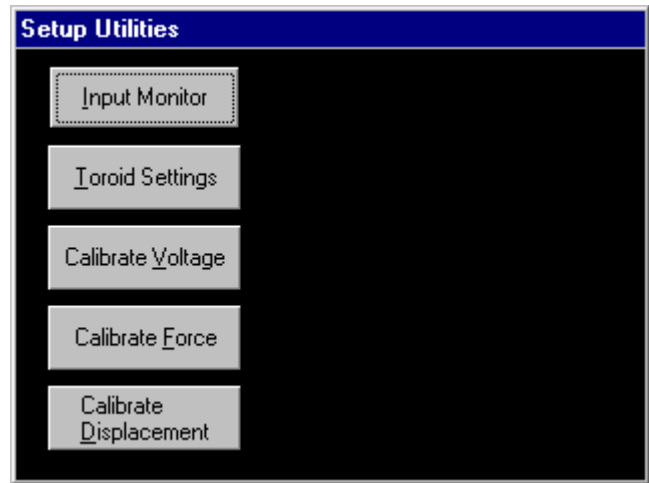 Setup Utilities
Input Monitor
Toroid Settings
Calibrate Voltage
Calibrate Force
Calibrate
Displacement